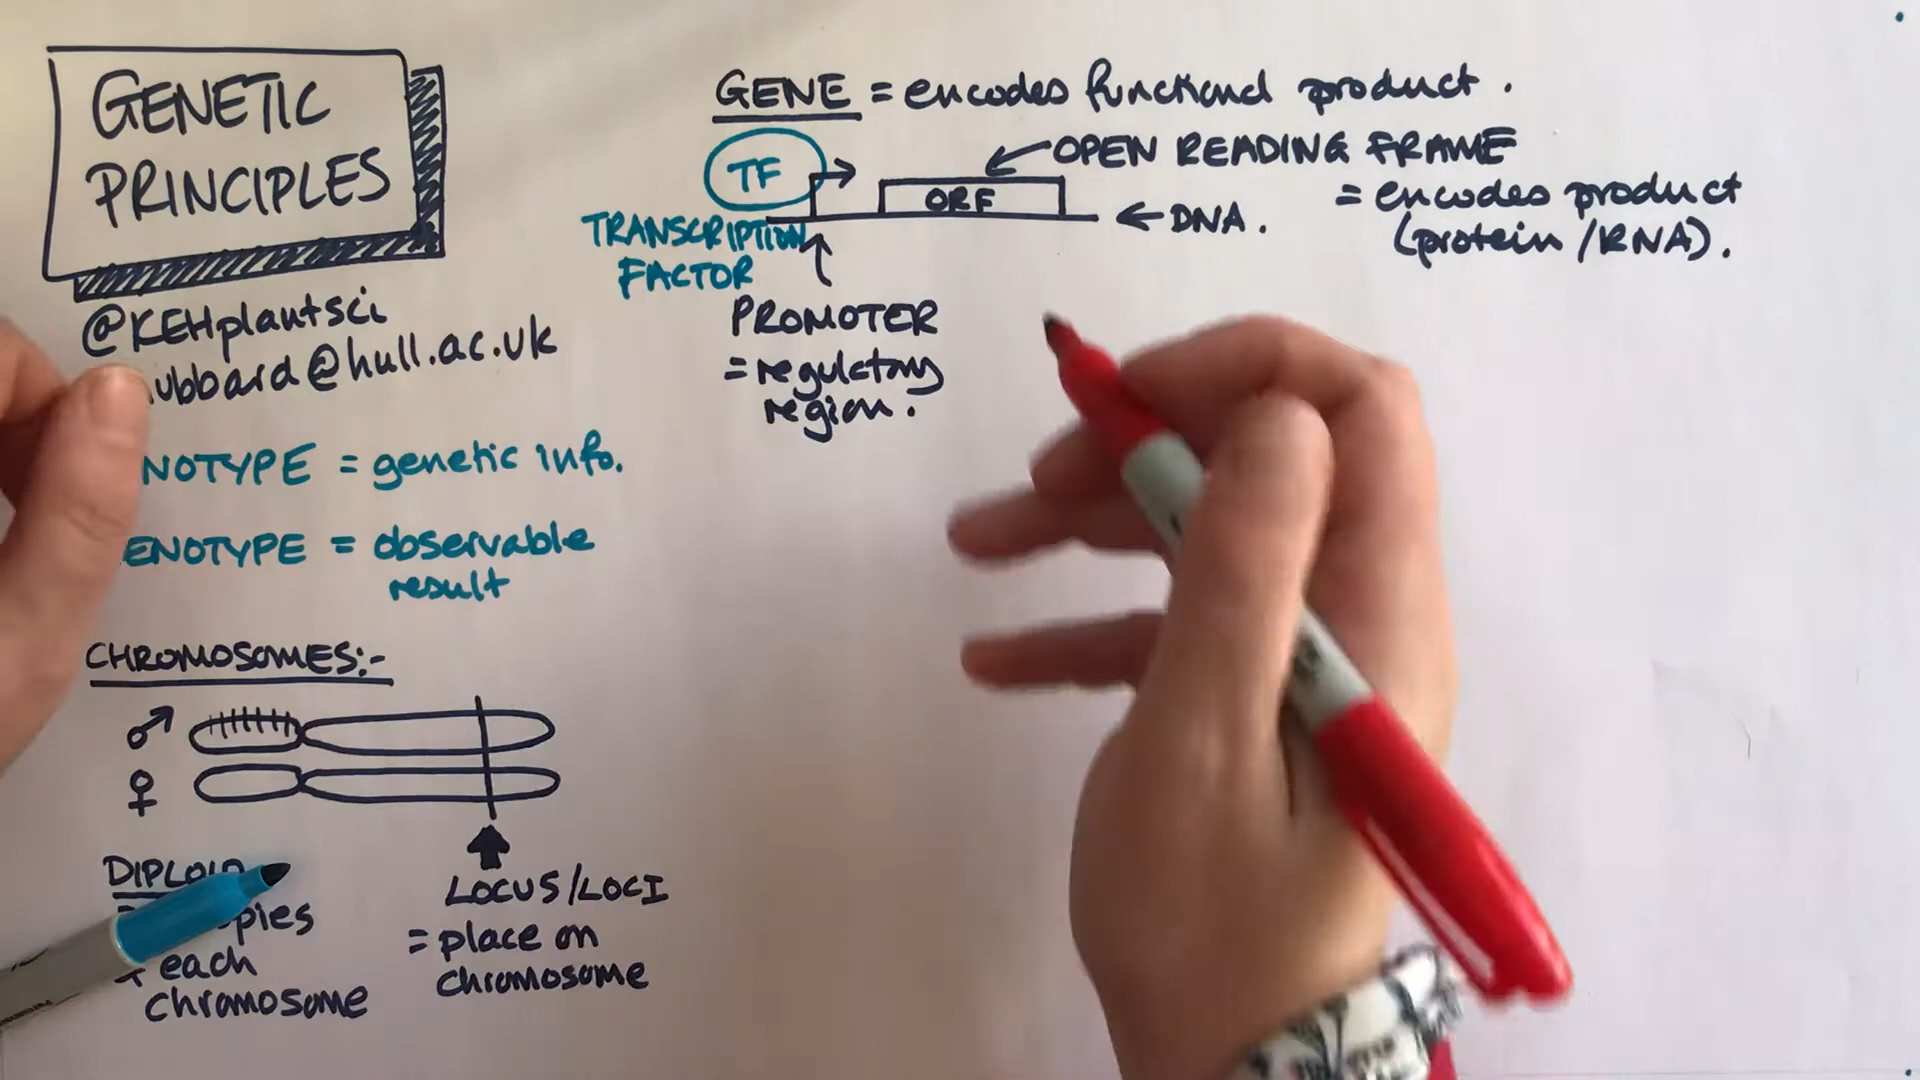 GENETIC
PRINCIPLES
@KEHplantsci
ubbard@hull.ac.uk
NOTYPE = genetic info.
ENOTYPE = observable
result
CHROMOSOMES:-
♂
♀
DIPLOID
pies
each
chromosome
LOCUS/LOCI
= place on
chromosome
GENE = encodes functional product.
TF
OPEN READING FRAME
= encodes product
(protein/RNA).
ORF
← DNA.
TRANSCRIPTION
FACTOR
PROMOTER
= regulatory
region.